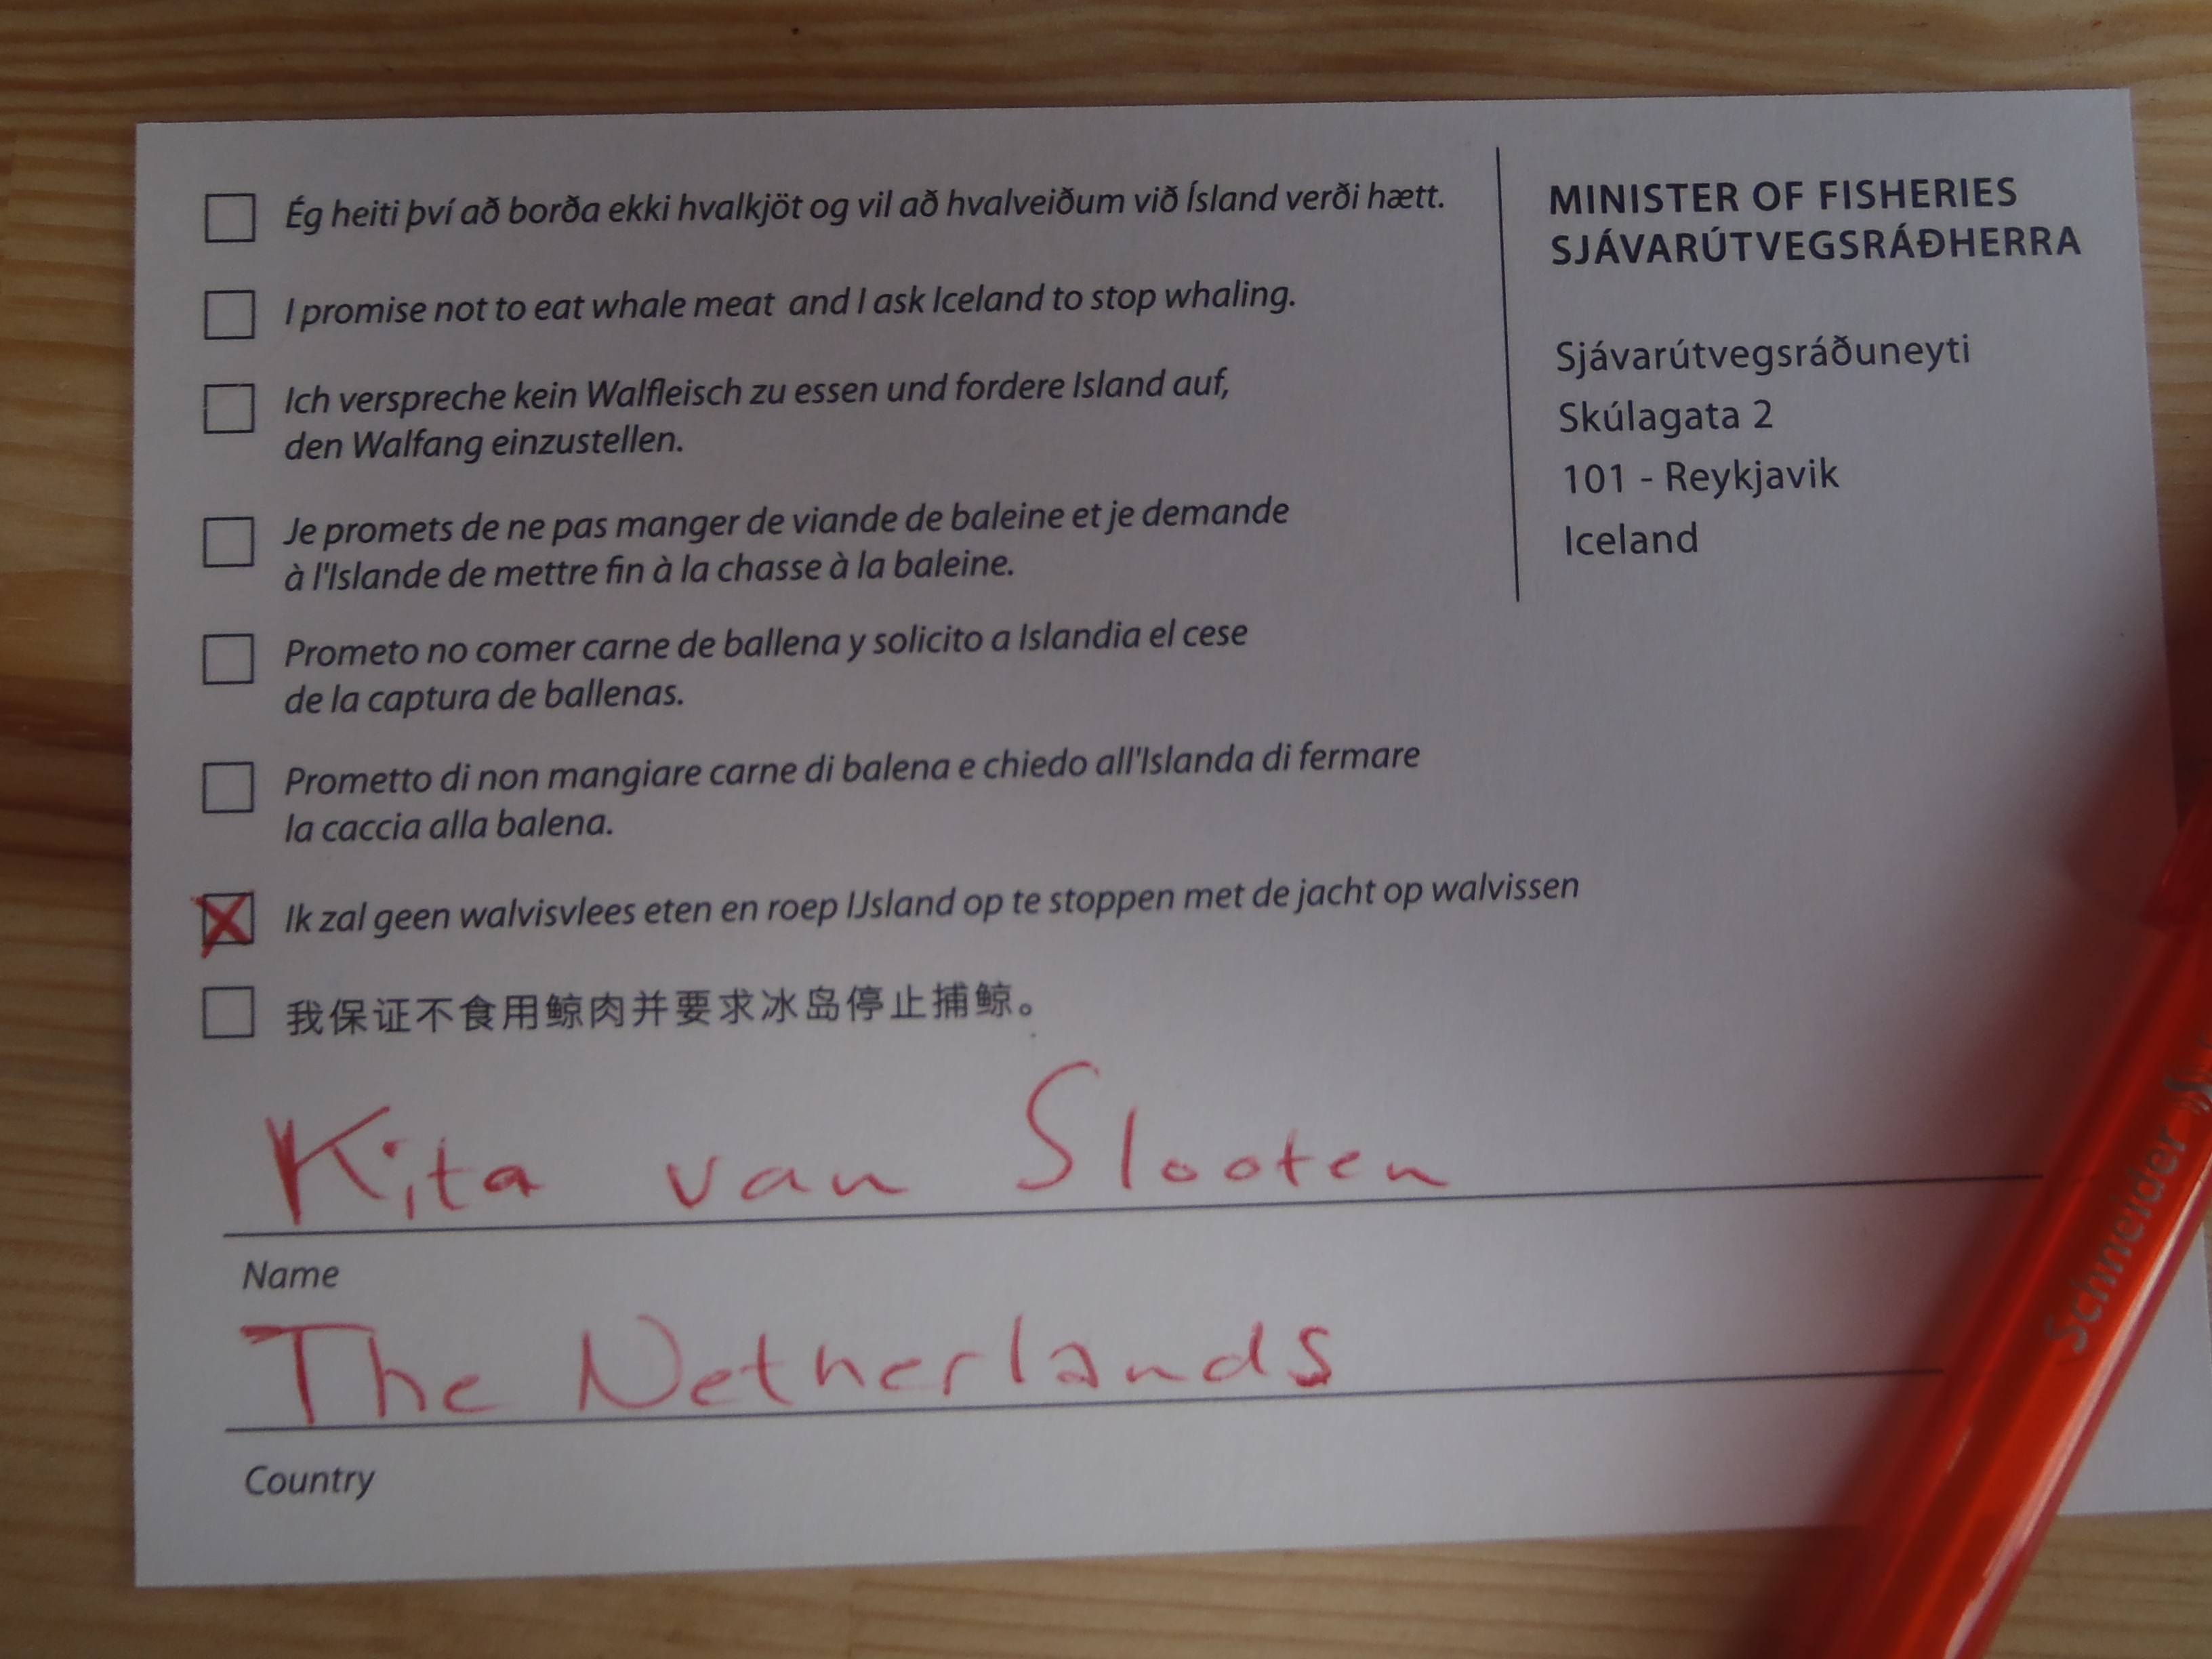 Ég heiti því að borða ekki hvalkjöt og vil að hvalveiðum við Ísland verði hætt.
I promise not to eat whale meat and I ask Iceland to stop whaling.
Ich verspreche kein Walfleisch zu essen und fordere Island auf,
den Walfang einzustellen.
Je promets de ne pas manger de viande de baleine et je demande
à l'Islande de mettre fin à la chasse à la baleine.
Prometo no comer carne de ballena y solicito a Islandia el cese
de la captura de ballenas.
Prometto di non mangiare carne di balena e chiedo all'Islanda di fermare
la caccia alla balena.
Ik zal geen walvisvlees eten en roep IJsland op te stoppen met de jacht op walvissen
我保证不食用鲸肉并要求冰岛停止捕鲸。
MINISTER OF FISHERIES
SJÁVARÚTVEGSRÁÐHERRA
Sjávarútvegsráðuneyti
Skúlagata 2
101 - Reykjavik
Iceland
Kita van Slooten
Name
The Netherlands
Country
Schneider